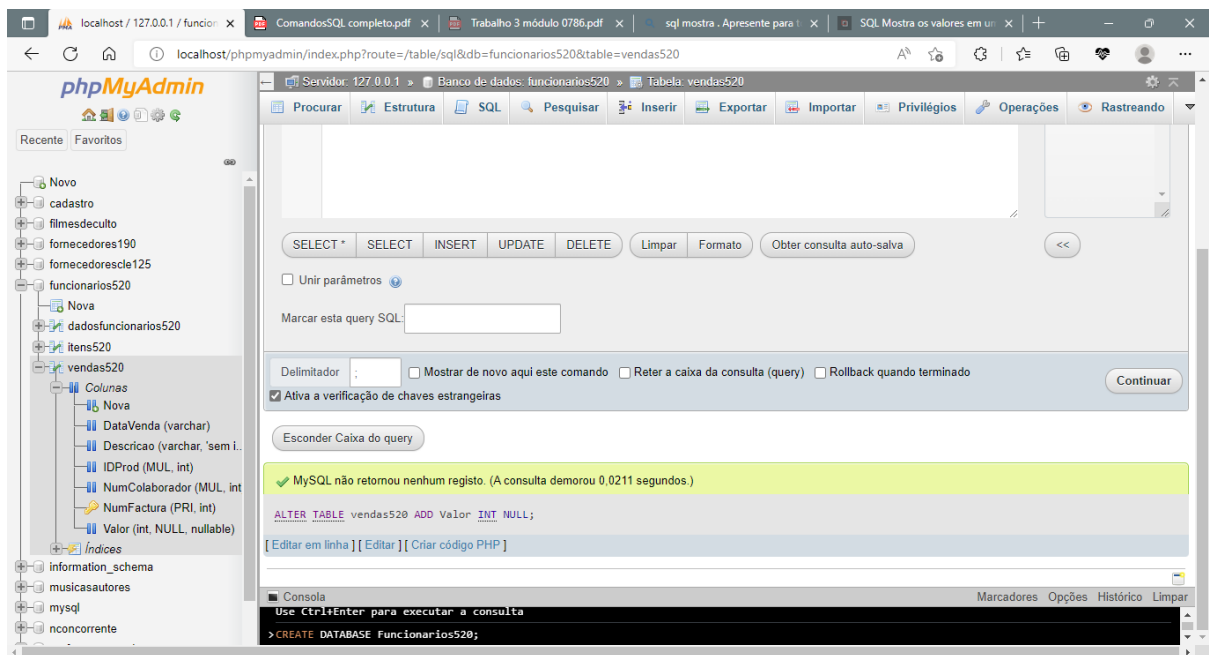 localhost / 127.0.0.1 / funcion
ComandosSQL completo.pdf
Trabalho 3 módulo 0786.pdf
sql mostra . Apresente para t
SQL Mostra os valores em un
localhost/phpmyadmin/index.php?route=/table/sql&db=funcionarios520&table=vendas520
phpMyAdmin
Recente Favoritos
Novo
cadastro
filmesdeculto
fornecedores190
fornecedorescle125
funcionarios520
Nova
dadosfuncionarios520
itens520
vendas520
Colunas
Nova
DataVenda (varchar)
Descricao (varchar, 'sem i..
IDProd (MUL, int)
NumColaborador (MUL, int
NumFactura (PRI, int)
Valor (int, NULL, nullable)
Índices
information_schema
musicasautores
mysql
nconcorrente
Servidor: 127.0.0.1 » Banco de dados: funcionarios520 » Tabela: vendas520
Procurar Estrutura SQL Pesquisar Inserir Exportar Importar Privilégios Operações Rastreando
SELECT * SELECT INSERT UPDATE DELETE Limpar Formato Obter consulta auto-salva <<
Unir parâmetros
Marcar esta query SQL:
Delimitador ; Mostrar de novo aqui este comando Reter a caixa da consulta (query) Rollback quando terminado
Ativa a verificação de chaves estrangeiras
Continuar
Esconder Caixa do query
MySQL não retornou nenhum registo. (A consulta demorou 0,0211 segundos.)
ALTER TABLE vendas520 ADD Valor INT NULL;
[ Editar em linha ] [ Editar ] [ Criar código PHP ]
Consola Marcadores Opções Histórico Limpar
Use Ctrl+Enter para executar a consulta
>CREATE DATABASE Funcionarios520;